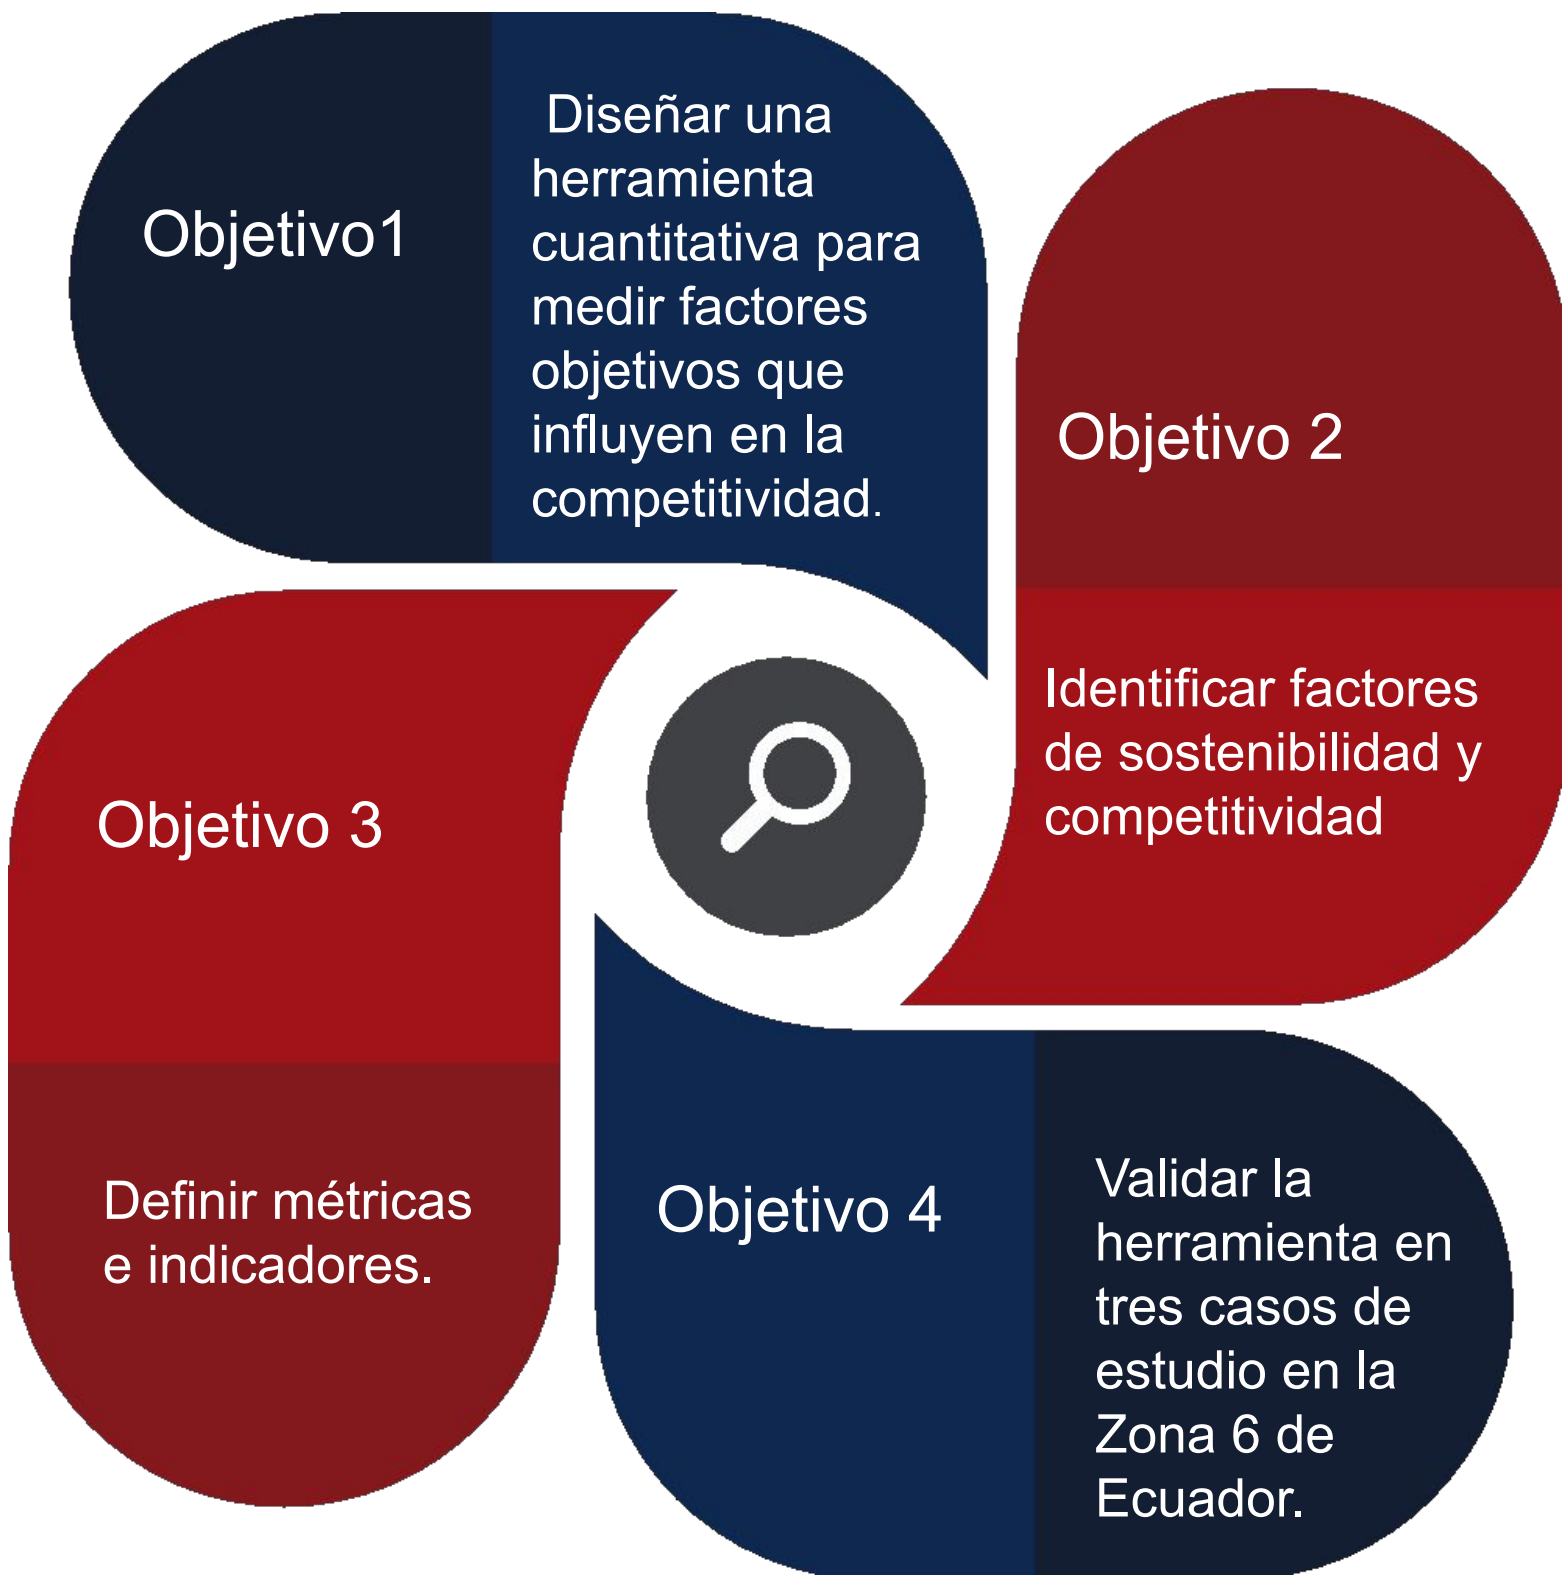 Objetivo1
Diseñar una
herramienta
cuantitativa para
medir factores
objetivos que
influyen en la
competitividad.
Objetivo 2
Identificar factores
de sostenibilidad y
competitividad
Objetivo 3
Definir métricas
e indicadores.
Objetivo 4
Validar la
herramienta en
tres casos de
estudio en la
Zona 6 de
Ecuador.